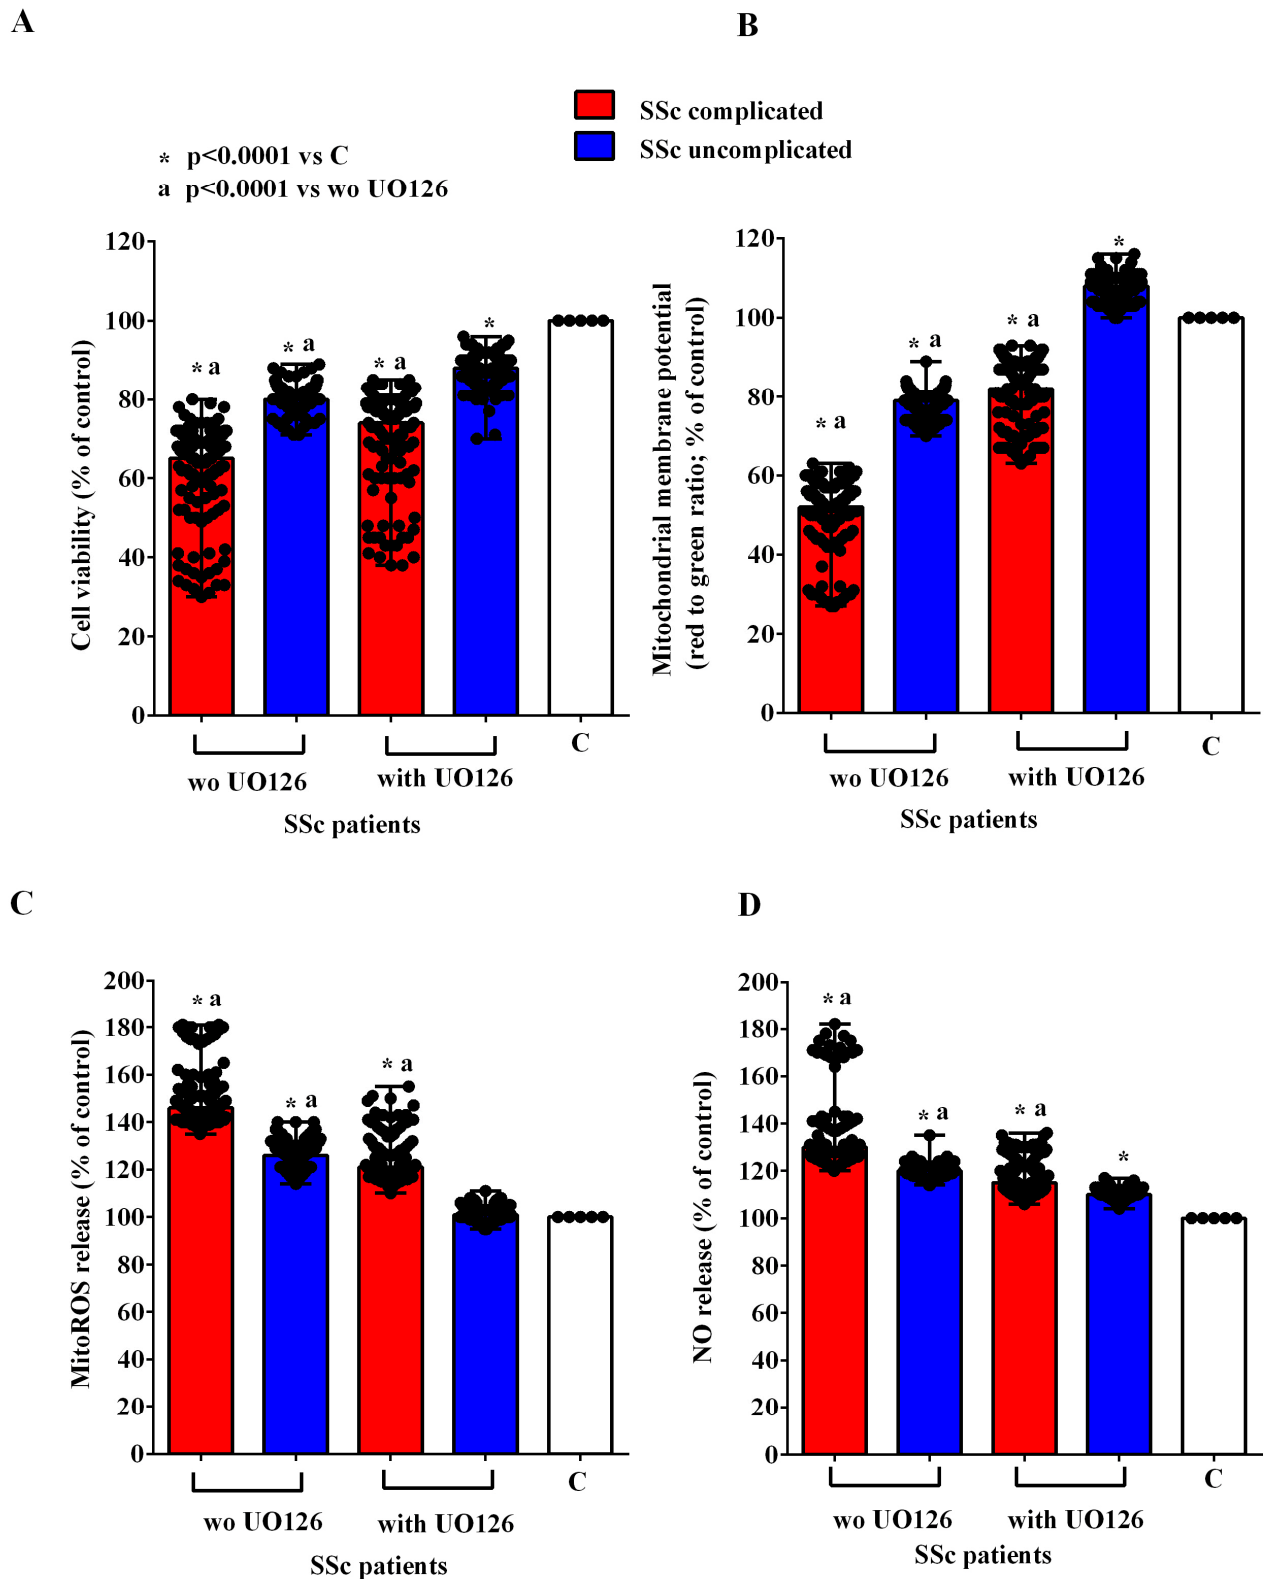 A
B
SSc complicated
SSc uncomplicated
* p<0.0001 vs C
a p<0.0001 vs wo UO126
Cell viability (% of control)
120
100
80
60
40
20
0
* a
* a
* a
*
wo UO126
with UO126
C
SSc patients
Mitochondrial membrane potential
(red to green ratio; % of control)
120
100
80
60
40
20
0
* a
* a
* a
*
wo UO126
with UO126
C
SSc patients
C
D
MitoROS release (% of control)
200
180
160
140
120
100
80
60
40
20
0
* a
* a
* a
wo UO126
with UO126
C
SSc patients
NO release (% of control)
200
180
160
140
120
100
80
60
40
20
0
* a
* a
* a
*
wo UO126
with UO126
C
SSc patients